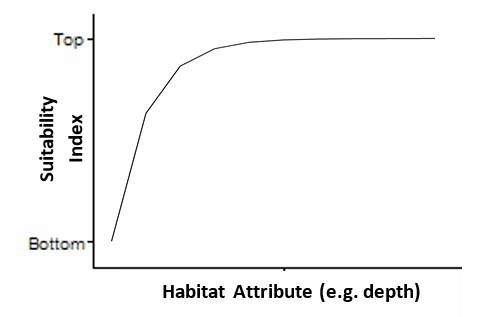 Top
Suitability
Index
Bottom
Habitat Attribute (e.g. depth)